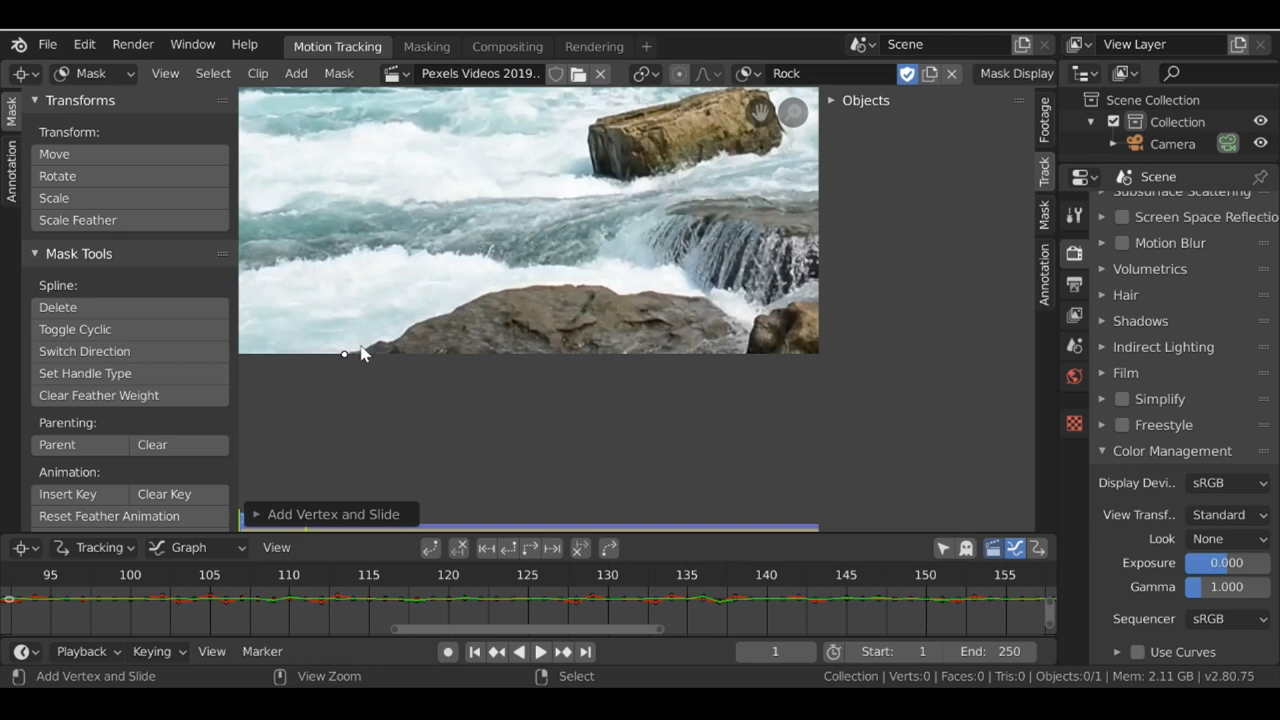 File Edit Render Window Help Motion Tracking Masking Compositing Rendering + Scene View Layer
Mask View Select Clip Add Mask Pexels Videos 2019.. Rock Mask Display
Mask
Annotation
Transforms
Transform:
Move
Rotate
Scale
Scale Feather
Mask Tools
Spline:
Delete
Toggle Cyclic
Switch Direction
Set Handle Type
Clear Feather Weight
Parenting:
Parent Clear
Animation:
Insert Key Clear Key
Reset Feather Animation
Add Vertex and Slide
Objects
Footage
Track
Mask
Annotation
Scene Collection
Collection
Camera
Scene
Subsurface Scattering
Screen Space Reflectio
Motion Blur
Volumetrics
Hair
Shadows
Indirect Lighting
Film
Simplify
Freestyle
Color Management
Display Devi.. sRGB
View Transf.. Standard
Look None
Exposure 0.000
Gamma 1.000
Sequencer sRGB
Use Curves
Tracking Graph View
95 100 105 110 115 120 125 130 135 140 145 150 155
Playback Keying View Marker 1 Start: 1 End: 250
Add Vertex and Slide View Zoom Select Collection | Verts:0 | Faces:0 | Tris:0 | Objects:0/1 | Mem: 2.11 GB | v2.80.75